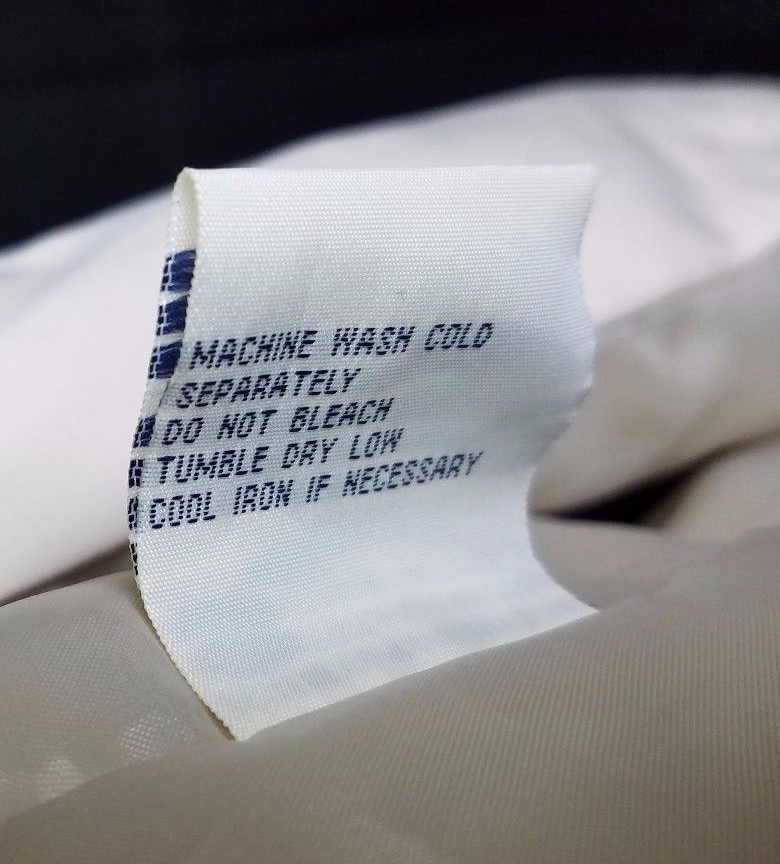 MACHINE WASH COLD
SEPARATELY
DO NOT BLEACH
TUMBLE DRY LOW
COOL IRON IF NECESSARY